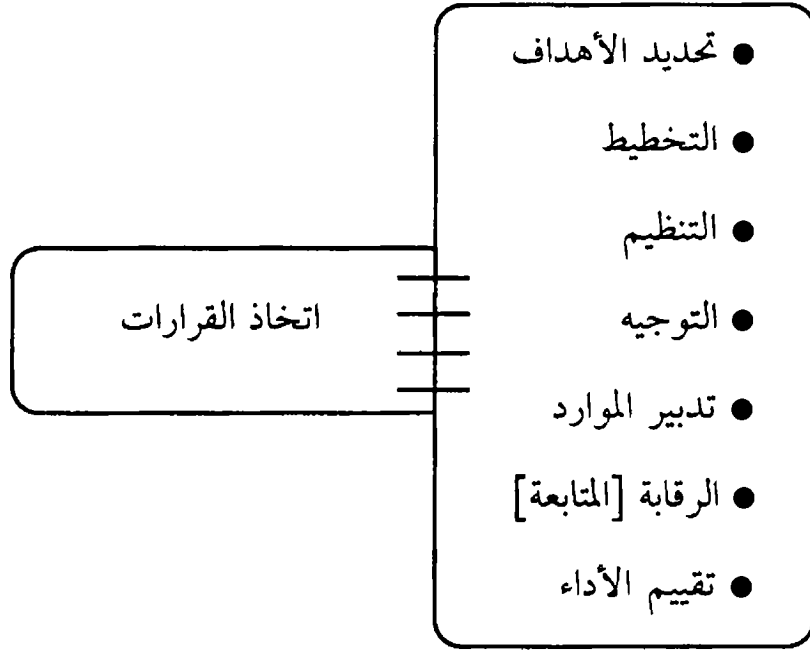 ● تحديد الأهداف
● التخطيط
● التنظيم
● التوجيه
● تدبير الموارد
● الرقابة [المتابعة]
● تقييم الأداء
اتخاذ القرارات